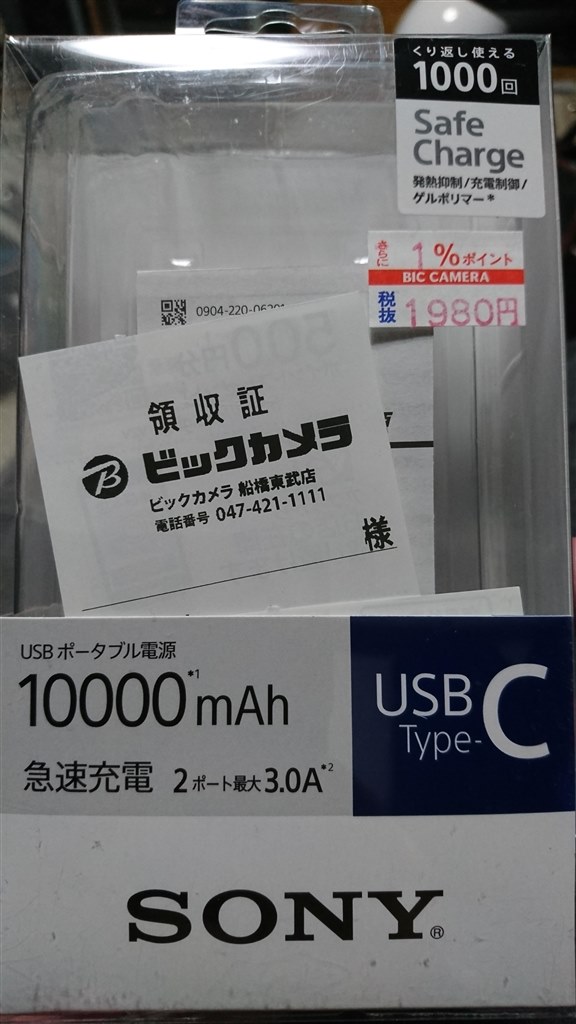 くり返し使える
1000回
Safe
Charge
発熱抑制/充電制御/
ゲルポリマー*
さらに 1%ポイント
BIC CAMERA
税抜 1980円
領収証
B ビックカメラ
ビックカメラ 船橋東武店
電話番号 047-421-1111
様
USB ポータブル電源
10000*1 mAh
急速充電 2ポート最大3.0A*2
USB
Type-C
SONY®